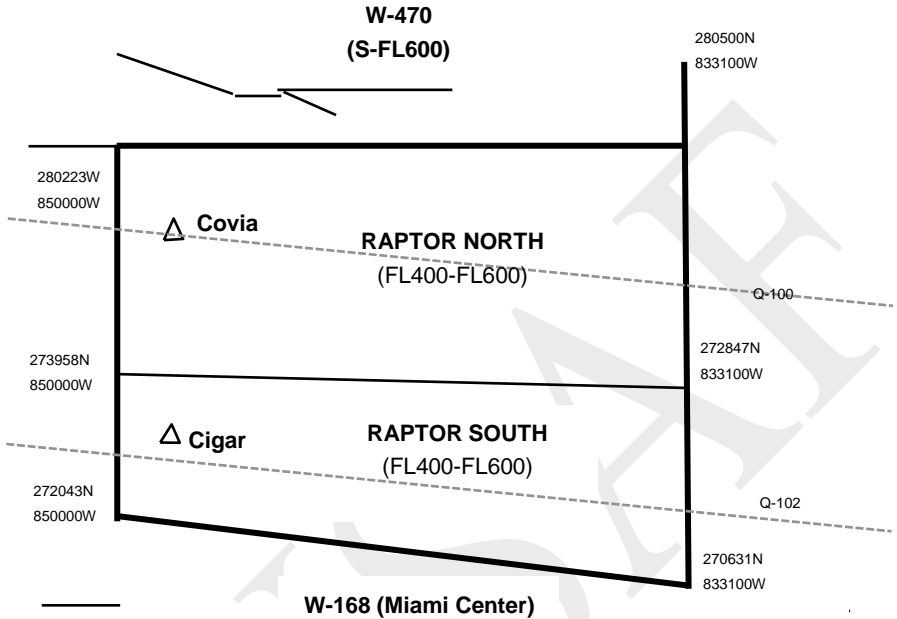 W-470
(S-FL600)
280500N
833100W
280223W
850000W
Covia
RAPTOR NORTH
(FL400-FL600)
Q-100
273958N
850000W
272847N
833100W
Cigar
RAPTOR SOUTH
(FL400-FL600)
272043N
850000W
Q-102
270631N
833100W
W-168 (Miami Center)